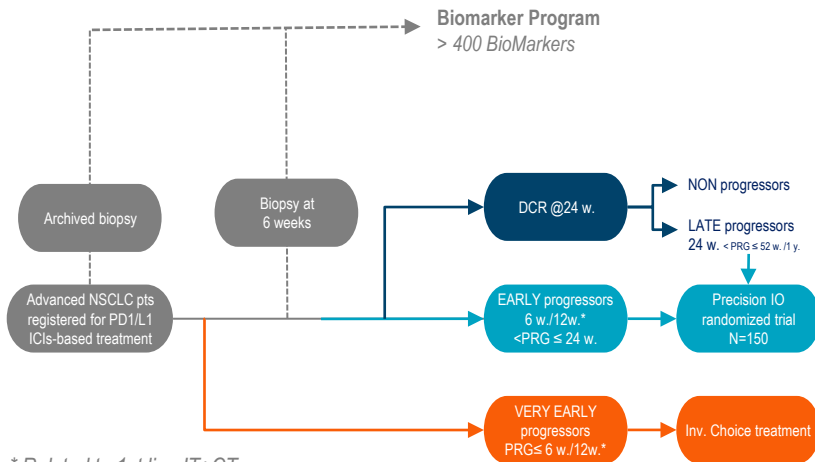 Biomarker Program
> 400 BioMarkers
Archived biopsy
Biopsy at
6 weeks
DCR @24 w.
NON progressors
LATE progressors
24 w. < PRG ≤ 52 w. /1 y.
Advanced NSCLC pts
registered for PD1/L1
ICIs-based treatment
EARLY progressors
6 w./12w.*
<PRG ≤ 24 w.
Precision IO
randomized trial
N=150
VERY EARLY
progressors
PRG≤ 6 w./12w.*
Inv. Choice treatment